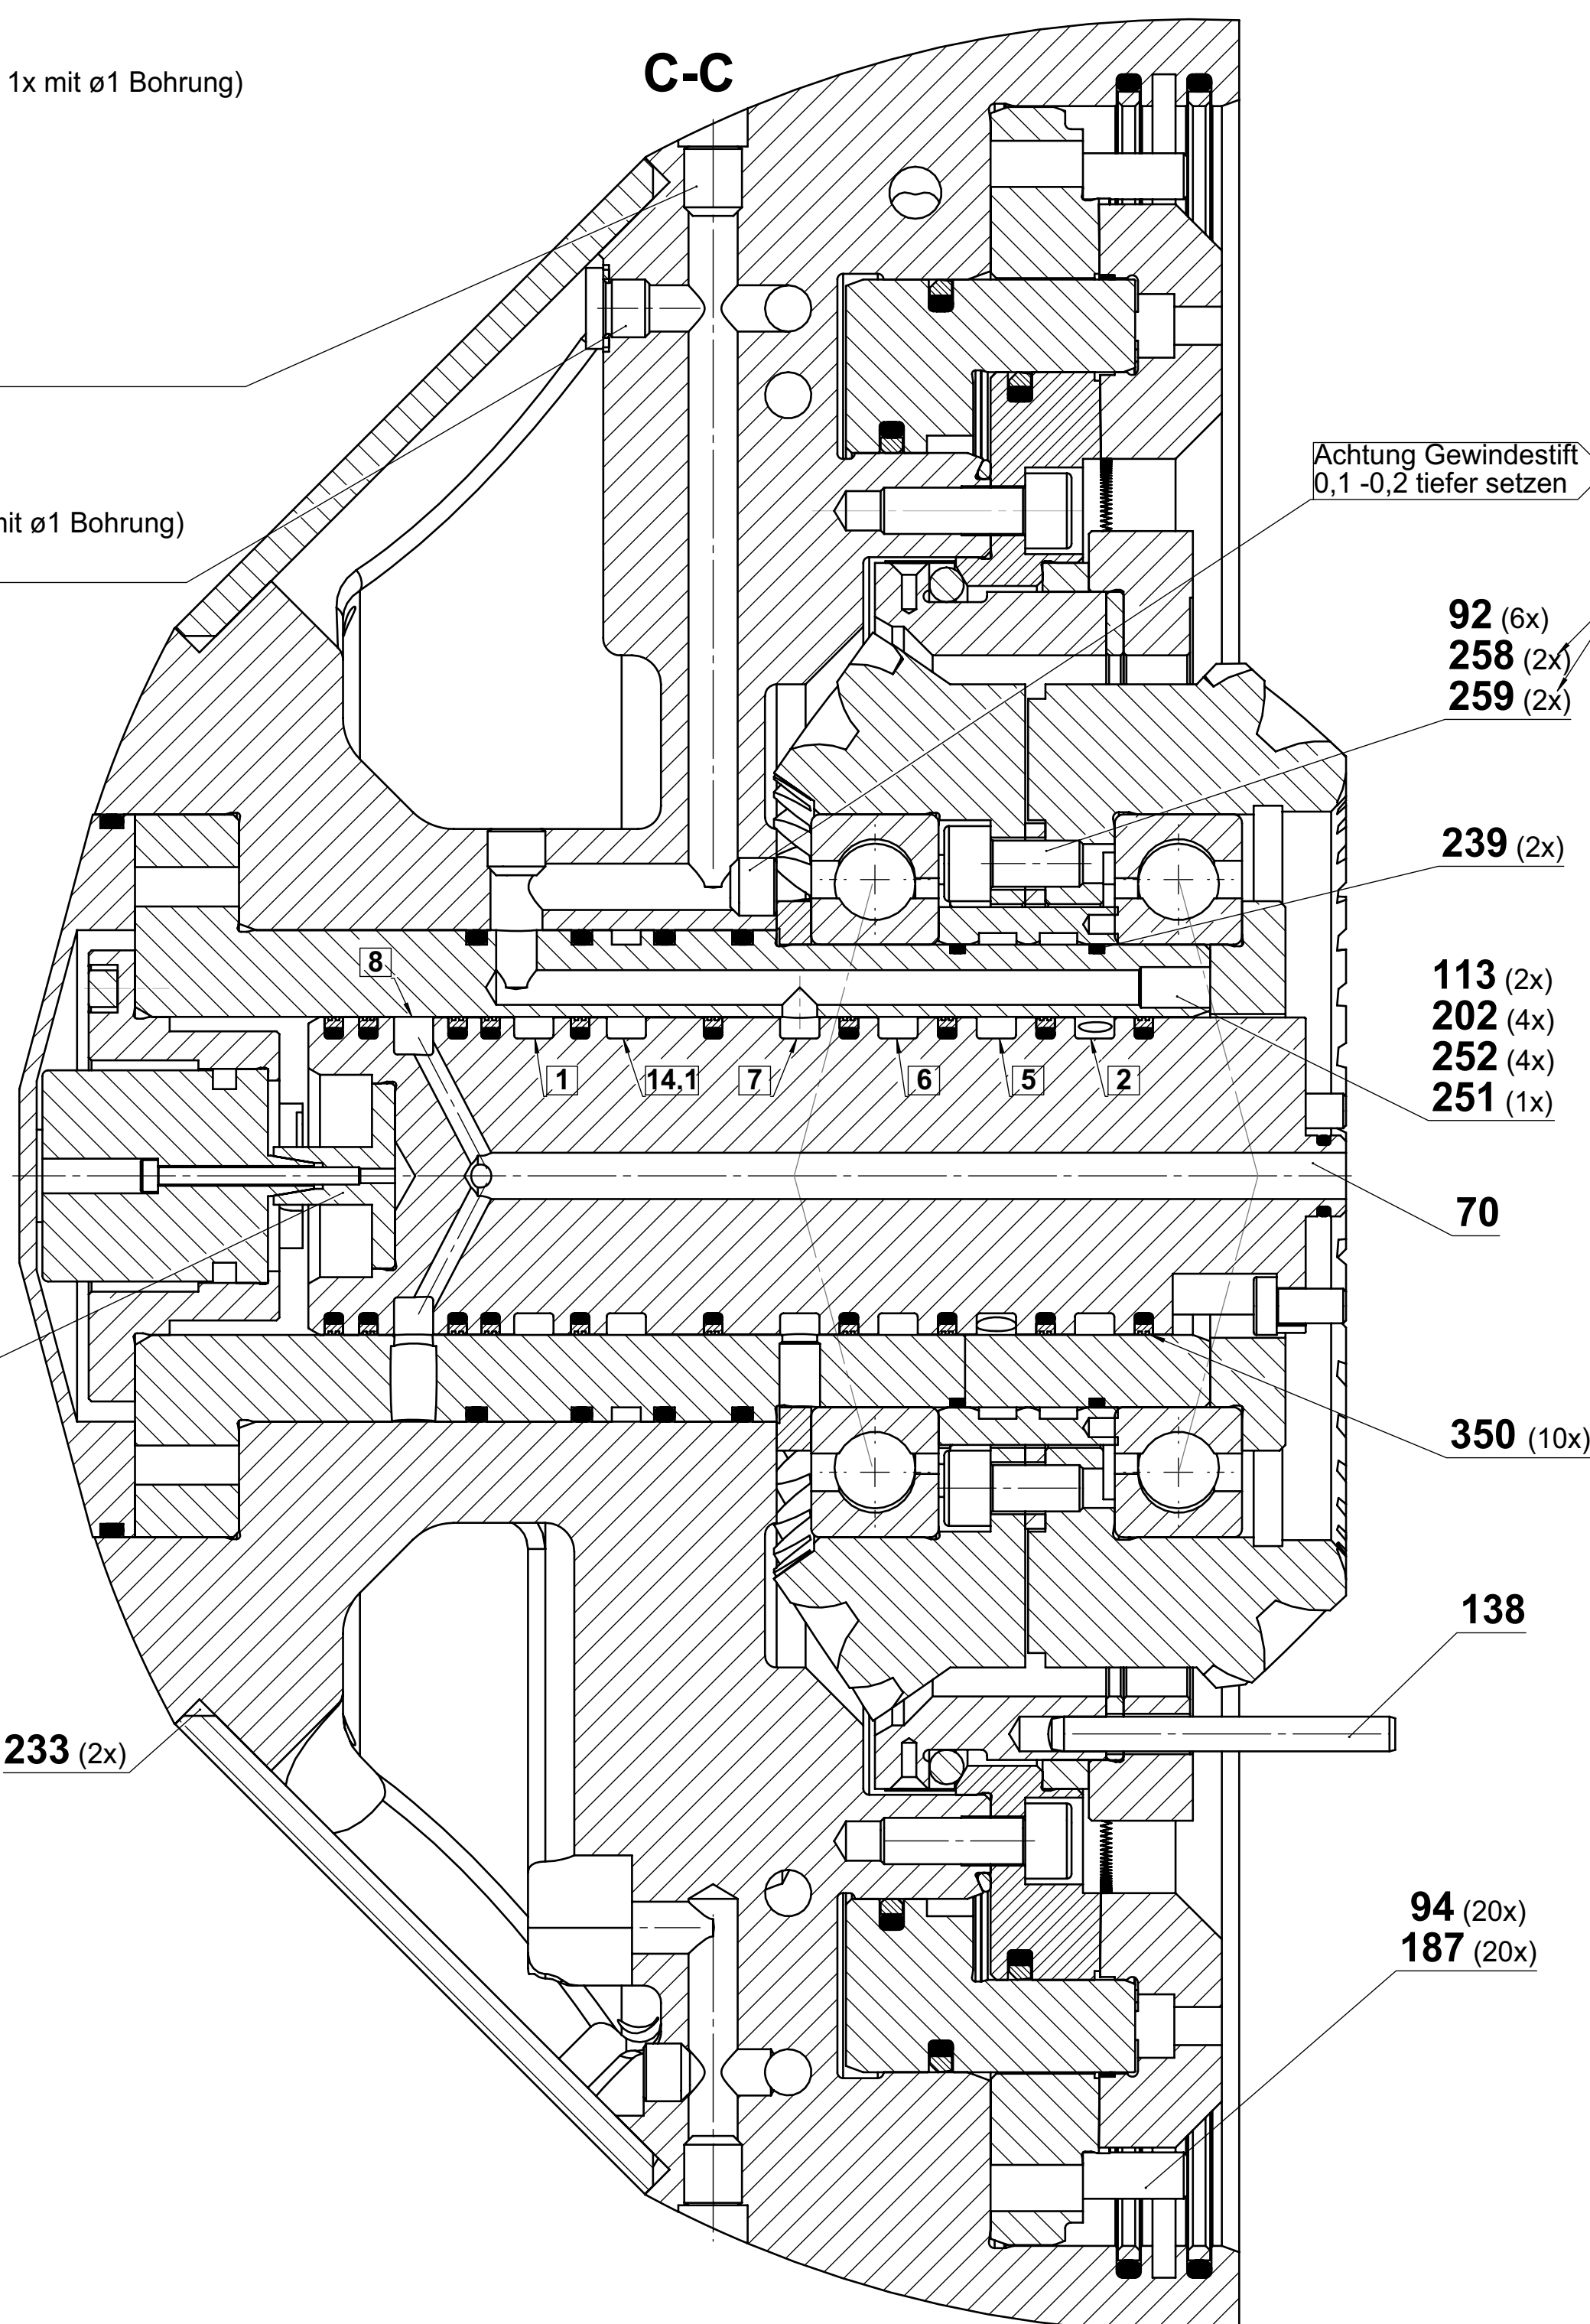 C-C
1x mit ø1 Bohrung)
Achtung Gewindestift
0,1 -0,2 tiefer setzen
mit ø1 Bohrung)
92 (6x)
258 (2x)
259 (2x)
239 (2x)
8
113 (2x)
202 (4x)
252 (4x)
251 (1x)
1
14,1
7
6
5
2
70
350 (10x)
138
233 (2x)
94 (20x)
187 (20x)